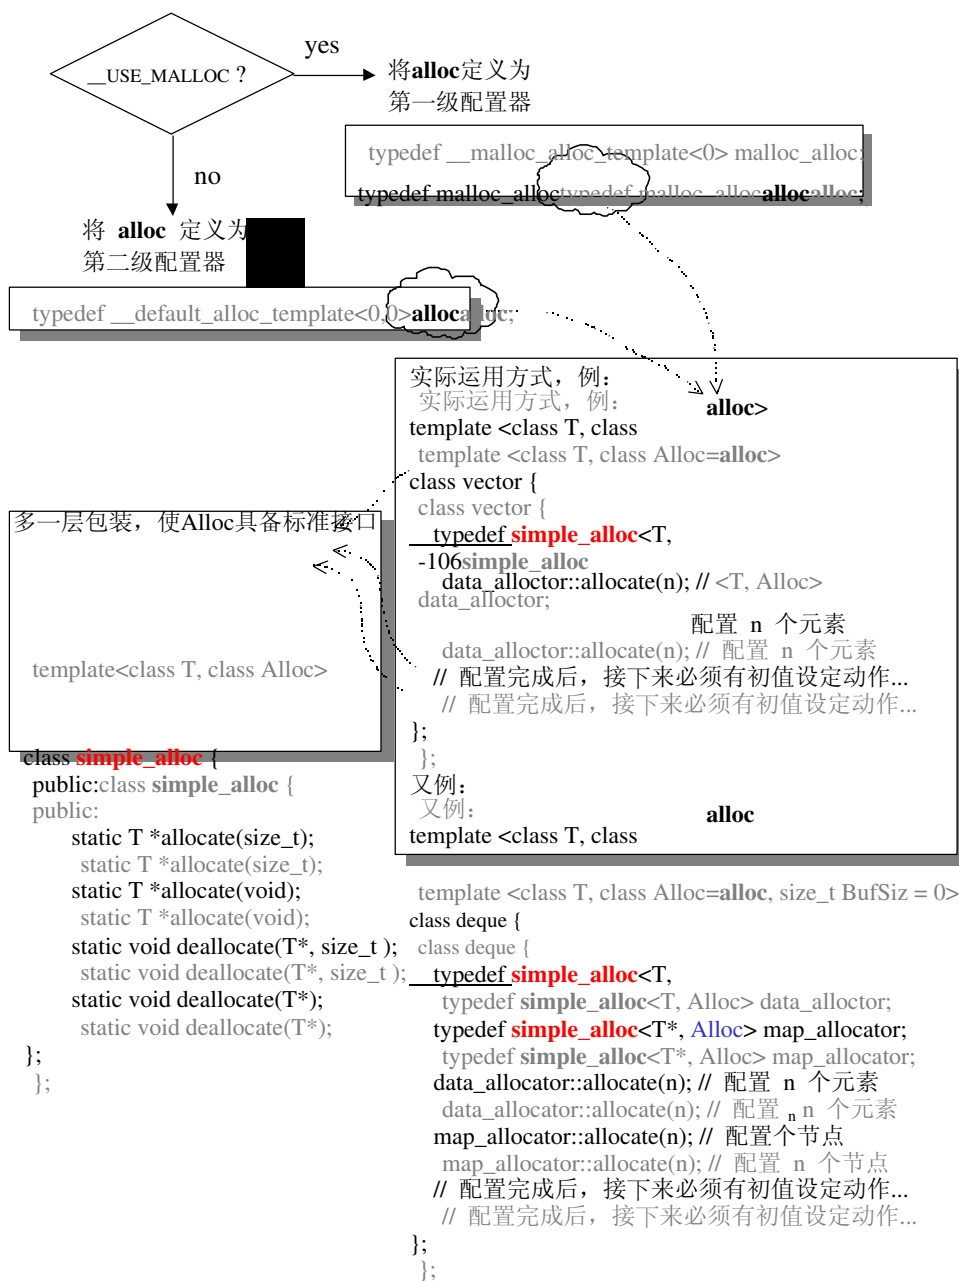 yes
__USE_MALLOC ?
将alloc定义为
第一级配置器
typedef __malloc_alloc_template<0> malloc_alloc;
typedef malloc_alloctypedef malloc_allocallocalloc;
no
将 alloc 定义为
第二级配置器
typedef __default_alloc_template<0,0>allocalloc;
实际运用方式，例：
实际运用方式，例：
alloc>
template <class T, class
template <class T, class Alloc=alloc>
class vector {
class vector {
typedef simple_alloc<T,
-106simple_alloc
data_alloctor::allocate(n); // <T, Alloc>
data_alloctor;
配置 n 个元素
data_alloctor::allocate(n); // 配置 n 个元素
// 配置完成后，接下来必须有初值设定动作...
// 配置完成后，接下来必须有初值设定动作...
};
};
又例：
又例：
alloc
template <class T, class
template <class T, class Alloc=alloc, size_t BufSiz = 0>
class deque {
class deque {
typedef simple_alloc<T,
typedef simple_alloc<T, Alloc> data_alloctor;
typedef simple_alloc<T*, Alloc> map_allocator;
typedef simple_alloc<T*, Alloc> map_allocator;
data_allocator::allocate(n); // 配置 n 个元素
data_allocator::allocate(n); // 配置 n n 个元素
map_allocator::allocate(n); // 配置个节点
map_allocator::allocate(n); // 配置 n 个节点
// 配置完成后，接下来必须有初值设定动作...
// 配置完成后，接下来必须有初值设定动作...
};
};
多一层包装，使Alloc具备标准接口
template<class T, class Alloc>
class simple_alloc {
public:class simple_alloc {
public:
static T *allocate(size_t);
static T *allocate(size_t);
static T *allocate(void);
static T *allocate(void);
static void deallocate(T*, size_t );
static void deallocate(T*, size_t );
static void deallocate(T*);
static void deallocate(T*);
};
};